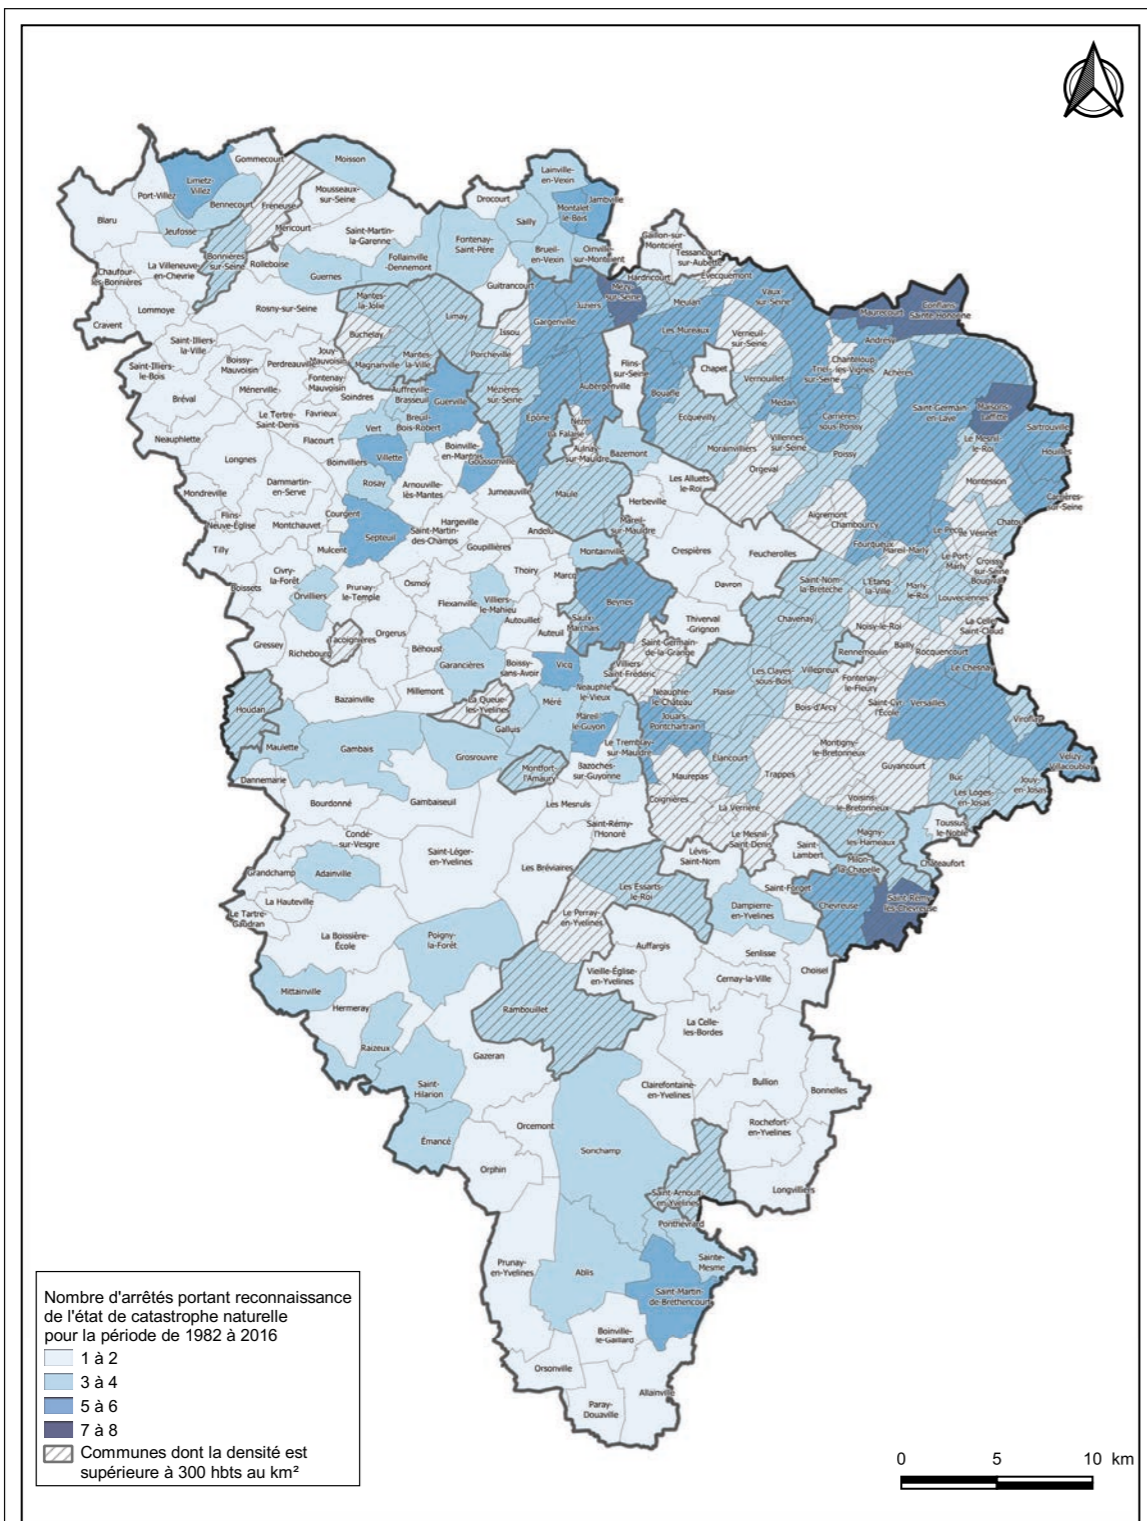 Gommecourt
Moisson
Limetz-
Villez
Port-Villez
Bennecourt
Freneuse
Mousseaux-
sur-Seine
Blaru
Jeufosse
Méricourt
Saint-Martin-
la-Garenne
Bonnières
sur-Seine
Rolleboise
La Villeneuve-
en-Chevrie
Chaufour-
lès-Bonnières
Guernes
Follainville
-Dennemont
Lommoye
Rosny-sur-Seine
Cravent
Drocourt
Lainville-
en-Vexin
Jambville
Montalet
le-Bois
Sailly
Fontenay-
Saint-Père
Brueil-
en-Vexin
Oinville-
sur-Montcient
Gaillon-sur-
Montcient
Tessancourt
-sur-Aubette
Evecquemont
Hardricourt
Mézy-
sur-Seine
Meulan
Vaux-
sur-Seine
Guitrancourt
Juziers
Gargenville
Issou
Mantes-
la-Jolie
Limay
Buchelay
Magnanville
Mantes-
la-Ville
Porcheville
Les Mureaux
Verneuil-
sur-Seine
Maurecourt
Conflans-
Sainte-Honorine
Andrésy
Chanteloup
les-Vignes
Triel-
sur-Seine
Achères
Saint-Illiers-
la-Ville
Saint-Illiers-
le-Bois
Boissy-
Mauvoisin
Perdreauville
Jouy-
Mauvoisin
Fontenay-
Mauvoisin
Ménerville
Soindres
Bréval
Le Tertre-
Saint-Denis
Favrieux
Flacourt
Auffreville-
Brasseuil
Guerville
Breuil-
Bois-Robert
Vert
Mézières-
sur-Seine
Aubergenville
Flins-
sur-Seine
Chapet
Bouafle
Vernouillet
Médan
Carrières-
sous-Poissy
Saint-Germain
en-Laye
Maisons-
Laffitte
Sartrouville
Houilles
Le Mesnil-
le-Roi
Montesson
Carrières-
sur-Seine
Neauphlette
Longnes
Boinvilliers
Villette
Boinville-
en-Mantois
Goussonville
Épône
Nézel
La Falaise
Aulnay-
sur-Mauldre
Bazemont
Ecquevilly
Morainvilliers
Villennes-
sur-Seine
Orgeval
Poissy
Les Alluets-
le-Roi
Mondreville
Dammartin-
en-Serve
Rosay
Arnouville-
lès-Mantes
Jumeauville
Maule
Herbeville
Aigremont
Chambourcy
Le Pecq
le Vésinet
Chatou
Flins-
Neuve-Église
Montchauvet
Courgent
Septeuil
Hargeville
Saint-Martin
des-Champs
Goupillières
Andelu
Mareil-
sur-Mauldre
Crespières
Feucherolles
Fourqueux
Mareil-Marly
Le Port-
Marly
Croissy-
sur-Seine
Bougival
Tilly
Mulcent
Montainville
Davron
Saint-Nom-
la-Bretèche
L'Étang-
la-Ville
Marly-
le-Roi
Louveciennes
Boissets
Civry-
la-Forêt
Orvilliers
Prunay-
le-Temple
Osmoy
Flexanville
Thoiry
Marcq
Villiers-
le-Mahieu
Autouillet
Beynes
Thiverval
-Grignon
Chavenay
Noisy-le-Roi
La Celle-
Saint-Cloud
Gressey
Richebourg
Tacoignières
Orgerus
Béhoust
Garancières
Auteuil
Saulx-
Marchais
Saint-Germain-
de-la-Grange
Rennemoulin
Bailly
Rocquencourt
Le Chesnay
Boissy-
sans-Avoir
Vicq
Villiers-
Saint-Fréderic
Neauphle-
le-Vieux
Neauphle-
le-Château
Plaisir
Les Clayes-
sous-Bois
Villepreux
Fontenay-
le-Fleury
Bois-d'Arcy
Saint-Cyr
l'École
Versailles
Viroflay
Vélizy-
Villacoublay
Bazainville
Millemont
La Queue-
les-Yvelines
Galluis
Méré
Mareil-
le-Guyon
Jouars-
Pontchartrain
Houdan
Maulette
Gambais
Grosrouvre
Montfort-
l'Amaury
Bazoches-
sur-Guyonne
Le Tremblay-
sur-Mauldre
Élancourt
Maurepas
Trappes
Montigny-
le-Bretonneux
Guyancourt
Buc
Jouy-
en-Josas
Les Loges-
en-Josas
Dannemarie
Bourdonné
Gambaiseuil
Les Mesnuls
Coignières
La Verrière
Voisins-
le-Bretonneux
Toussus-
le-Noble
Condé-
sur-Vesgre
Saint-Léger-
en-Yvelines
Saint-Rémy-
l'Honoré
Le Mesnil-
Saint-Denis
Magny-
les-Hameaux
Châteaufort
Grandchamp
Adainville
Les Bréviaires
Lévis-
Saint-Nom
Saint-
Lambert
Milon-
la-Chapelle
Le Tartre-
Gaudran
La Hauteville
Les Essarts-
le-Roi
Dampierre-
en-Yvelines
Saint-Forget
Chevreuse
Saint-Rémy-
lès-Chevreuse
La Boissière-
École
Poigny-
la-Forêt
Le Perray-
en-Yvelines
Auffargis
Senlisse
Choisel
Vieille-Église-
en-Yvelines
Cernay-la-Ville
Mittainville
Hermeray
Rambouillet
La Celle-
les-Bordes
Raizeux
Gazeran
Saint-
Hilarion
Clairefontaine-
en-Yvelines
Bullion
Bonnelles
Émancé
Orcemont
Sonchamp
Rochefort-
en-Yvelines
Orphin
Saint-Arnoult-
en-Yvelines
Longvilliers
Ponthévrard
Prunay-
en-Yvelines
Ablis
Sainte-
Mesme
Saint-Martin-
de-Bréthencourt
Boinville-
le-Gaillard
Orsonville
Allainville
Paray-
Douaville
Nombre d'arrêtés portant reconnaissance
de l'état de catastrophe naturelle
pour la période de 1982 à 2016
1 à 2
3 à 4
5 à 6
7 à 8
Communes dont la densité est
supérieure à 300 hbts au km²
0 5 10 km